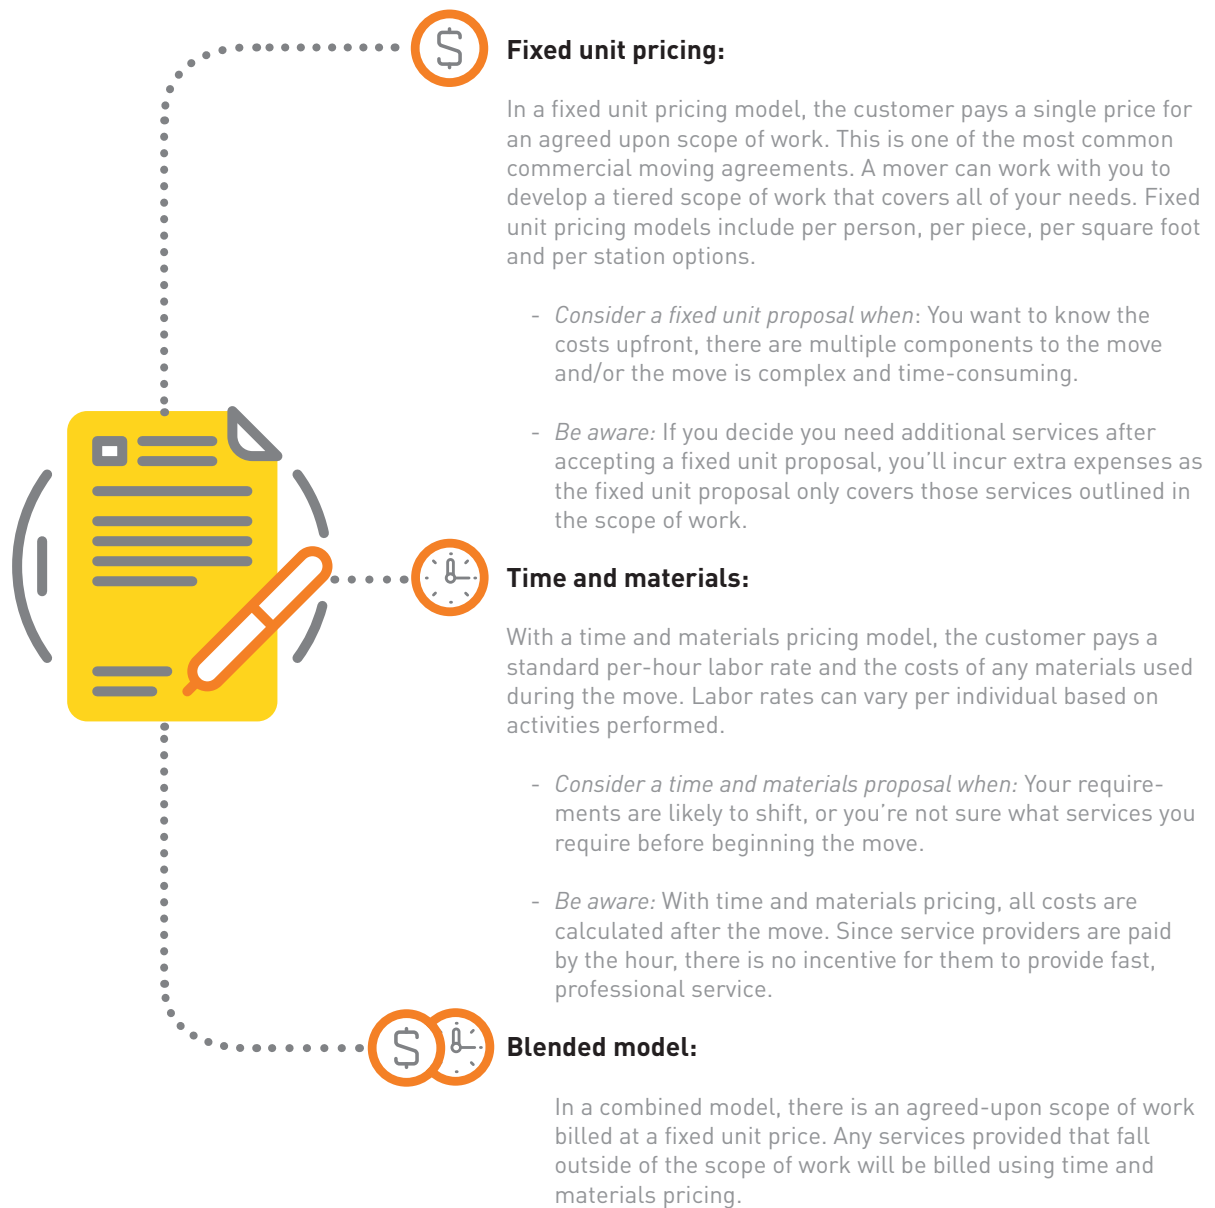 Fixed unit pricing:
In a fixed unit pricing model, the customer pays a single price for
an agreed upon scope of work. This is one of the most common
commercial moving agreements. A mover can work with you to
develop a tiered scope of work that covers all of your needs. Fixed
unit pricing models include per person, per piece, per square foot
and per station options.
- Consider a fixed unit proposal when: You want to know the
costs upfront, there are multiple components to the move
and/or the move is complex and time-consuming.
- Be aware: If you decide you need additional services after
accepting a fixed unit proposal, you’ll incur extra expenses as
the fixed unit proposal only covers those services outlined in
the scope of work.
Time and materials:
With a time and materials pricing model, the customer pays a
standard per-hour labor rate and the costs of any materials used
during the move. Labor rates can vary per individual based on
activities performed.
- Consider a time and materials proposal when: Your require-
ments are likely to shift, or you’re not sure what services you
require before beginning the move.
- Be aware: With time and materials pricing, all costs are
calculated after the move. Since service providers are paid
by the hour, there is no incentive for them to provide fast,
professional service.
Blended model:
In a combined model, there is an agreed-upon scope of work
billed at a fixed unit price. Any services provided that fall
outside of the scope of work will be billed using time and
materials pricing.